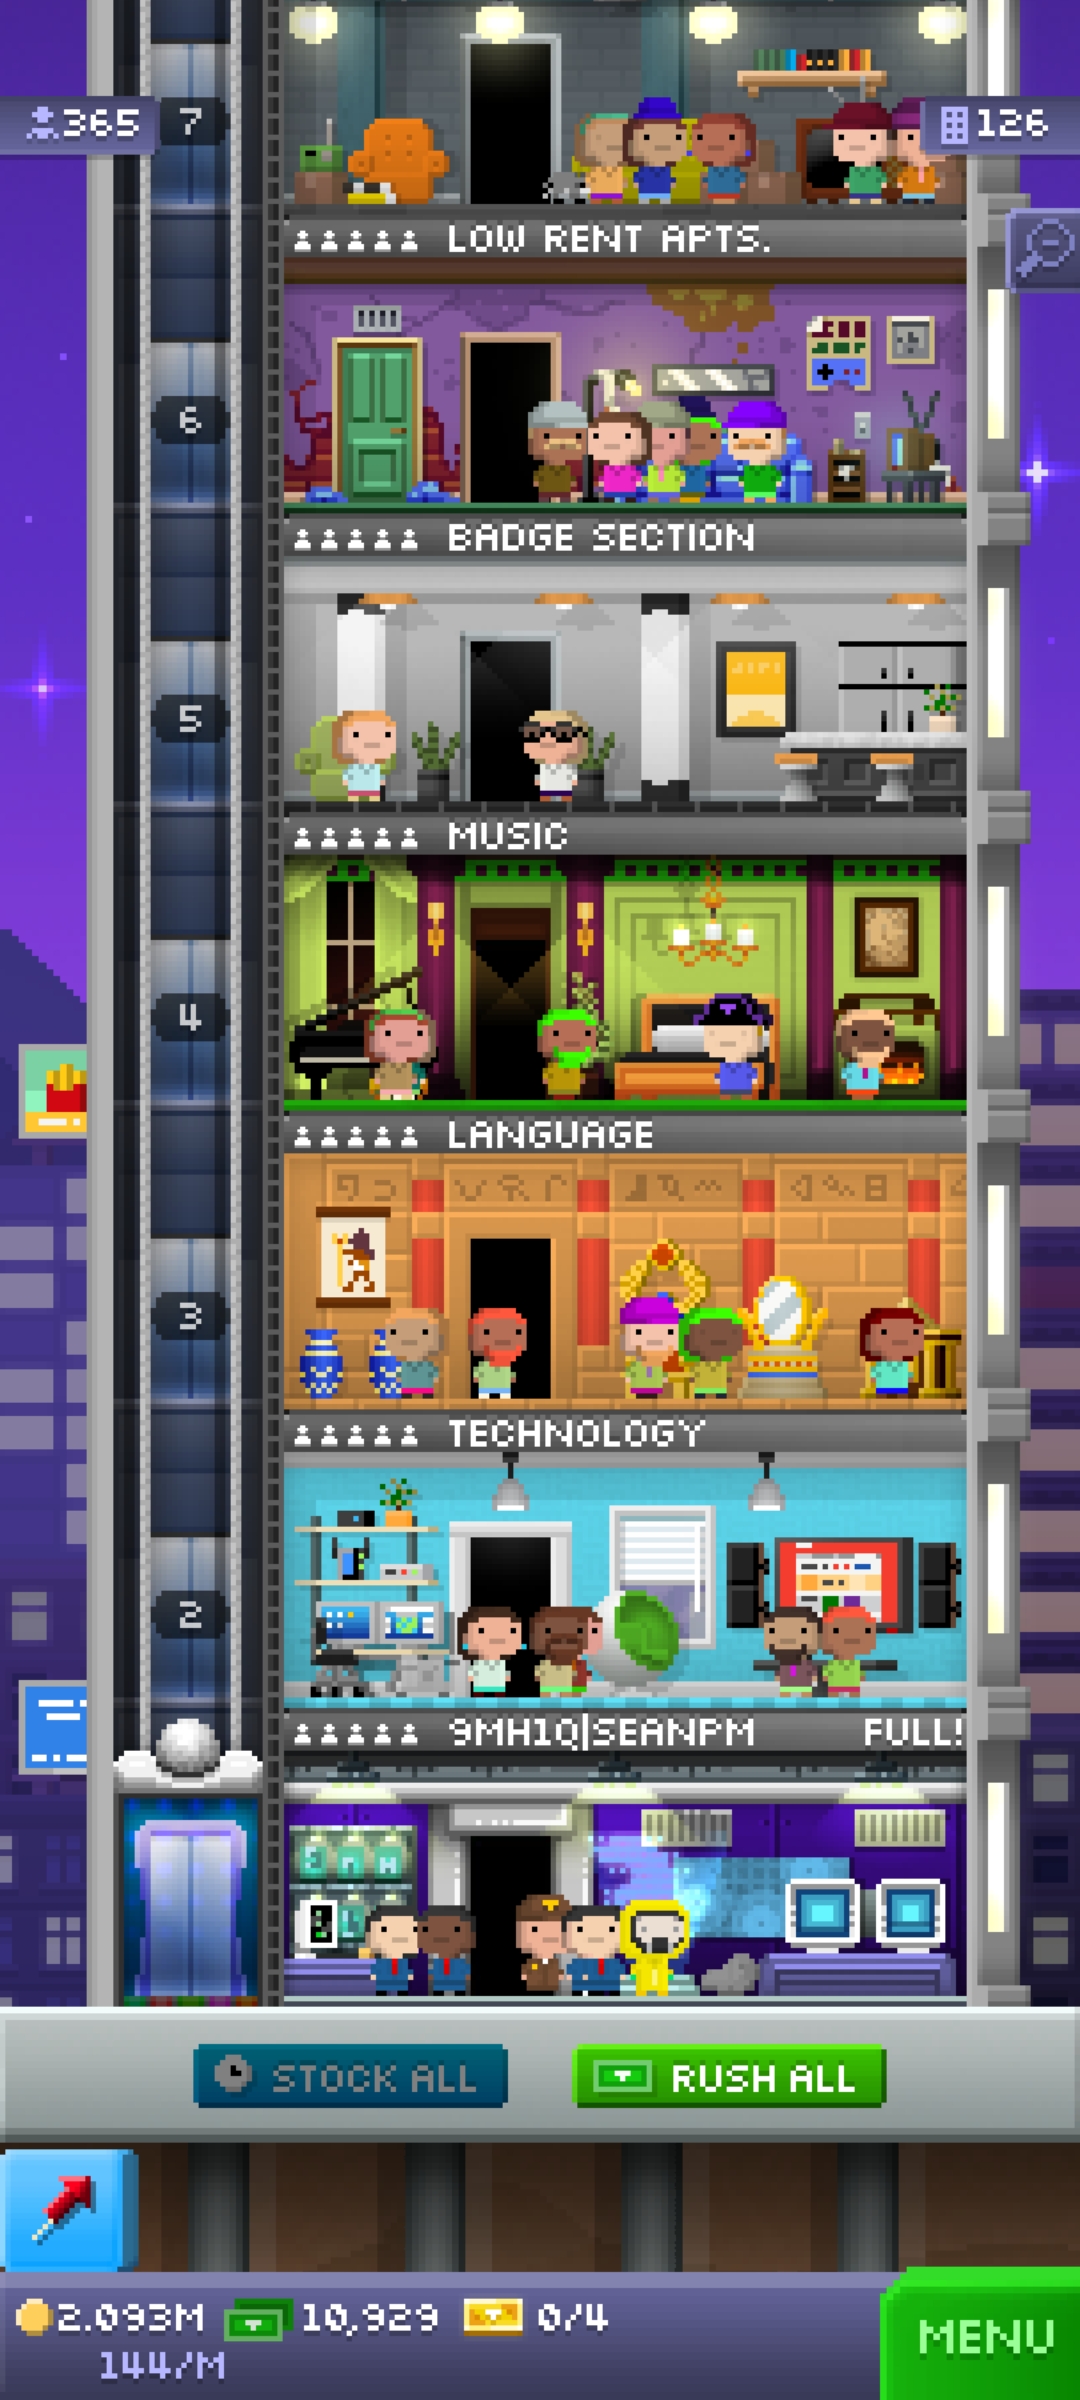 7
365
126
LOW RENT APTS.
6
BADGE SECTION
5
MUSIC
4
LANGUAGE
3
TECHNOLOGY
2
9MH1Q|SEANPM FULL!
STOCK ALL
RUSH ALL
2.093M 10,929 0/4
144/M
MENU